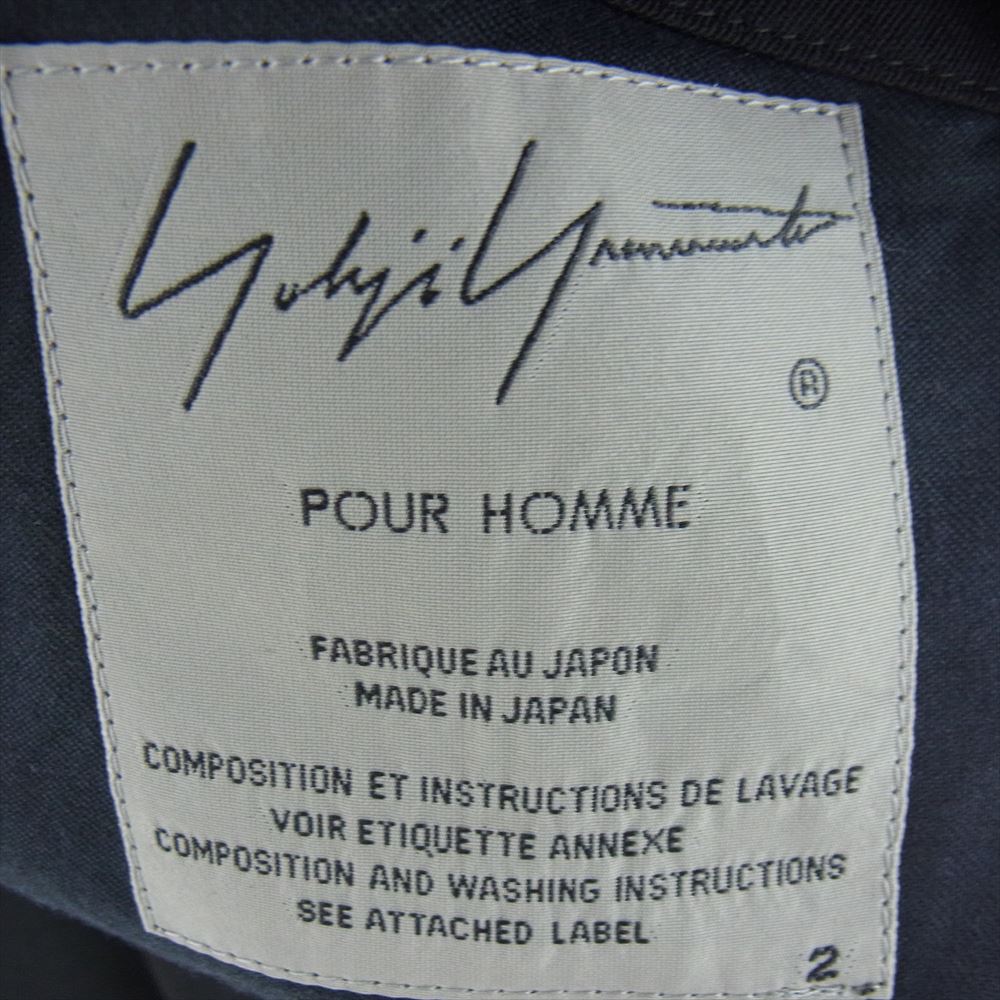 Yohji Yamamoto
®
POUR HOMME
FABRIQUE AU JAPON
MADE IN JAPAN
COMPOSITION ET INSTRUCTIONS DE LAVAGE
VOIR ETIQUETTE ANNEXE
COMPOSITION AND WASHING INSTRUCTIONS
SEE ATTACHED LABEL
2